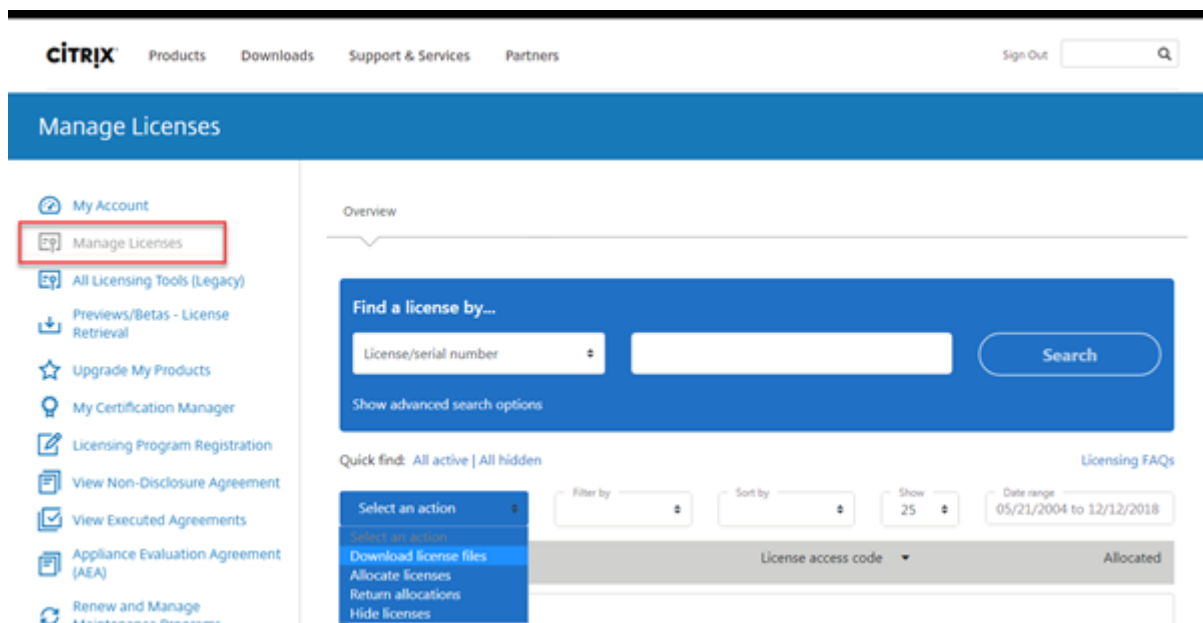 CİTRIX Products Downloads Support & Services Partners Sign Out
Manage Licenses
My Account
Manage Licenses
All Licensing Tools (Legacy)
Previews/Betas - License
Retrieval
Upgrade My Products
My Certification Manager
Licensing Program Registration
View Non-Disclosure Agreement
View Executed Agreements
Appliance Evaluation Agreement
(AEA)
Renew and Manage
Maintenance Programs
Overview
Find a license by...
License/serial number
Search
Show advanced search options
Quick find: All active | All hidden
Licensing FAQs
Select an action
Filter by
Sort by
Show
25
Date range
05/21/2004 to 12/12/2018
Select an action
Download license files
Allocate licenses
Return allocations
Hide licenses
License access code
Allocated